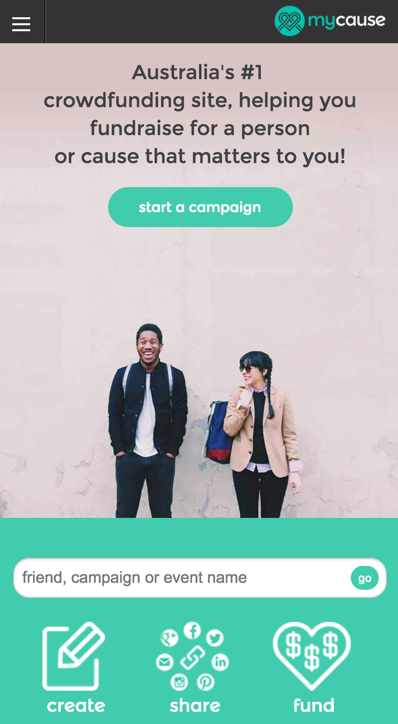 mycause
Australia's #1
crowdfunding site, helping you
fundraise for a person
or cause that matters to you!
start a campaign
friend, campaign or event name
go
create
share
fund